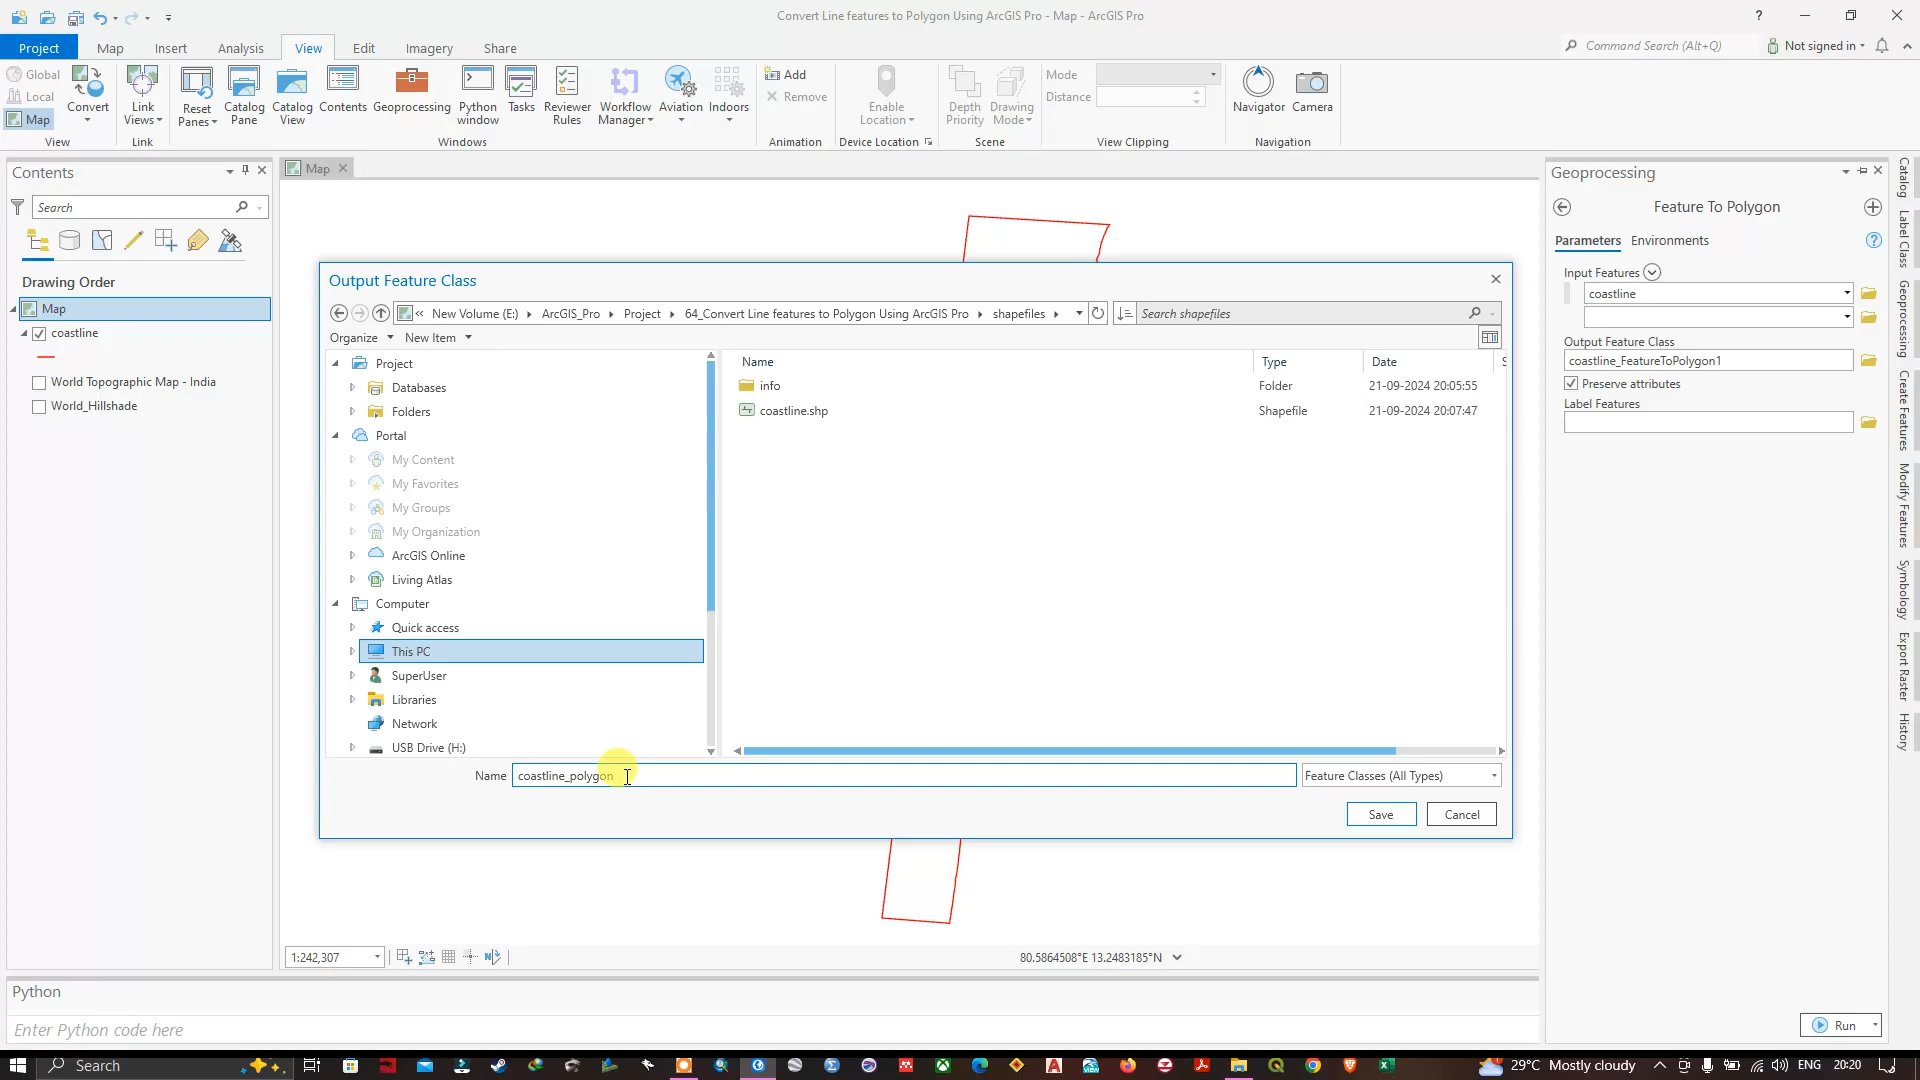 Convert Line features to Polygon Using ArcGIS Pro - Map - ArcGIS Pro
Project
Map
Insert
Analysis
View
Edit
Imagery
Share
Command Search (Alt+Q)
Not signed in
Global
Local
Map
Convert
Link Views
Reset Panes
Catalog Pane
Catalog View
Contents
Geoprocessing
Python window
Tasks
Reviewer Rules
Workflow Manager
Aviation
Indoors
Add
Remove
Enable Location
Depth Priority
Drawing Mode
Mode
Distance
Navigator
Camera
View
Link
Windows
Animation
Device Location
Scene
View Clipping
Navigation
Contents
Search
Drawing Order
Map
coastline
World Topographic Map - India
World_Hillshade
Map
Output Feature Class
« New Volume (E:) ArcGIS_Pro Project 64_Convert Line features to Polygon Using ArcGIS Pro shapefiles
Search shapefiles
Organize
New Item
Project
Databases
Folders
Portal
My Content
My Favorites
My Groups
My Organization
ArcGIS Online
Living Atlas
Computer
Quick access
This PC
SuperUser
Libraries
Network
USB Drive (H:)
Name Type Date
info Folder 21-09-2024 20:05:55
coastline.shp Shapefile 21-09-2024 20:07:47
Name coastline_polygon
Feature Classes (All Types)
Save
Cancel
1:242,307
80.5864508°E 13.2483185°N
Python
Enter Python code here
Geoprocessing
Feature To Polygon
Parameters
Environments
Input Features
coastline
Output Feature Class
coastline_FeatureToPolygon1
Preserve attributes
Label Features
Run
Catalog
Label Class
Geoprocessing
Create Features
Modify Features
Symbology
Export Raster
History
Search
29°C Mostly cloudy
ENG
20:20